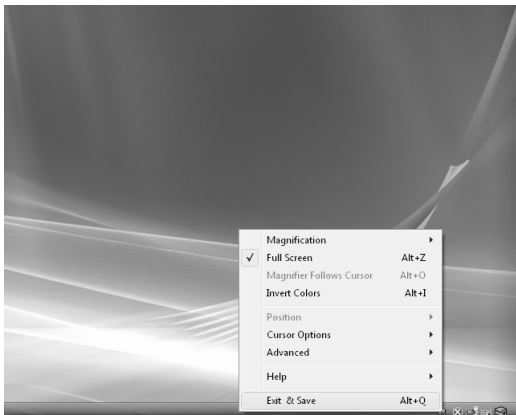 Magnification
Full Screen Alt+Z
Magnifier Follows Cursor Alt+O
Invert Colors Alt+I
Position
Cursor Options
Advanced
Help
Exit & Save Alt+Q